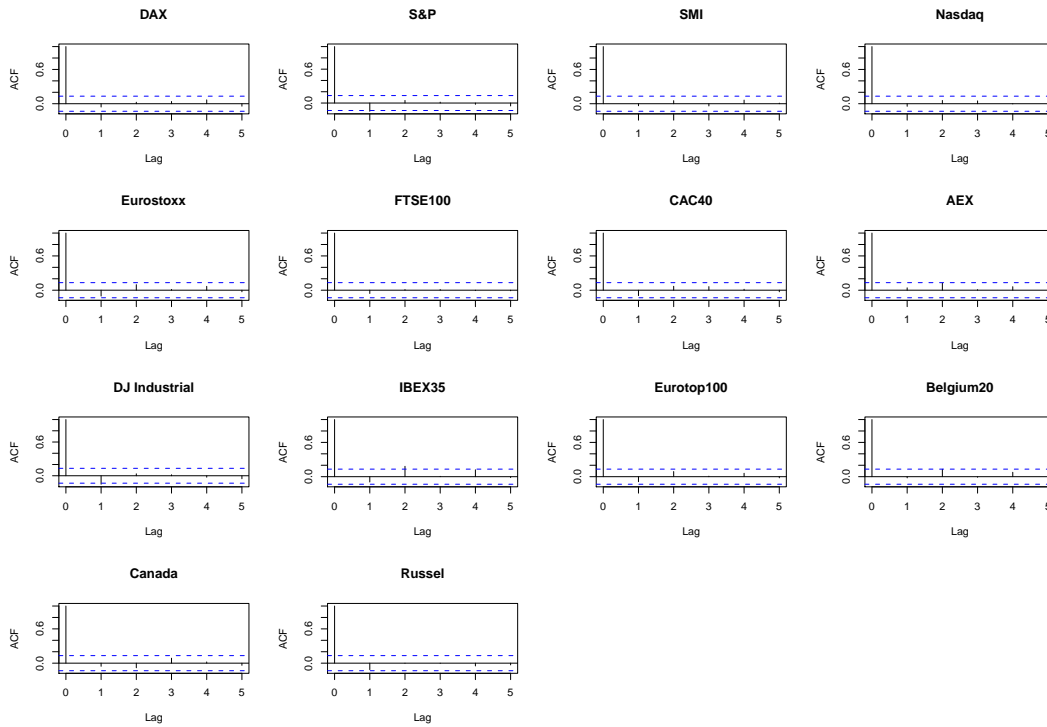 DAX
ACF
0.0 0.6
0 1 2 3 4 5
Lag
S&P
ACF
0.0 0.6
0 1 2 3 4 5
Lag
SMI
ACF
0.0 0.6
0 1 2 3 4 5
Lag
Nasdaq
ACF
0.0 0.6
0 1 2 3 4 5
Lag
Eurostoxx
ACF
0.0 0.6
0 1 2 3 4 5
Lag
FTSE100
ACF
0.0 0.6
0 1 2 3 4 5
Lag
CAC40
ACF
0.0 0.6
0 1 2 3 4 5
Lag
AEX
ACF
0.0 0.6
0 1 2 3 4 5
Lag
DJ Industrial
ACF
0.0 0.6
0 1 2 3 4 5
Lag
IBEX35
ACF
0.0 0.6
0 1 2 3 4 5
Lag
Eurotop100
ACF
0.0 0.6
0 1 2 3 4 5
Lag
Belgium20
ACF
0.0 0.6
0 1 2 3 4 5
Lag
Canada
ACF
0.0 0.6
0 1 2 3 4 5
Lag
Russel
ACF
0.0 0.6
0 1 2 3 4 5
Lag